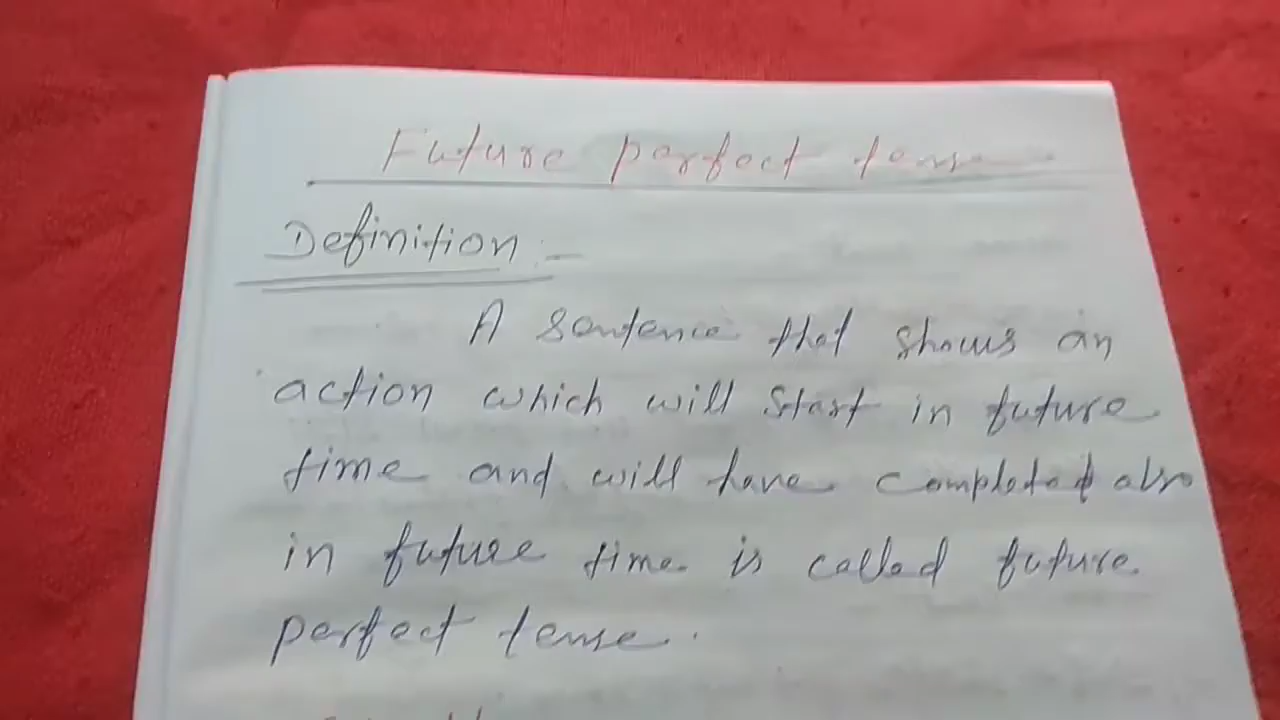 Future perfect tense
Definition :-
A sentence that shows an
action which will start in future
time and will have completed also
in future time is called future
perfect tense.